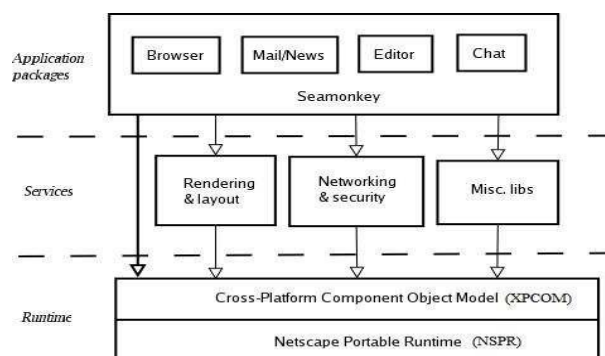 Application
packages
Browser
Mail/News
Editor
Chat
Seamonkey
Services
Rendering
& layout
Networking
& security
Misc. libs
Runtime
Cross-Platform Component Object Model (XPCOM)
Netscape Portable Runtime (NSPR)